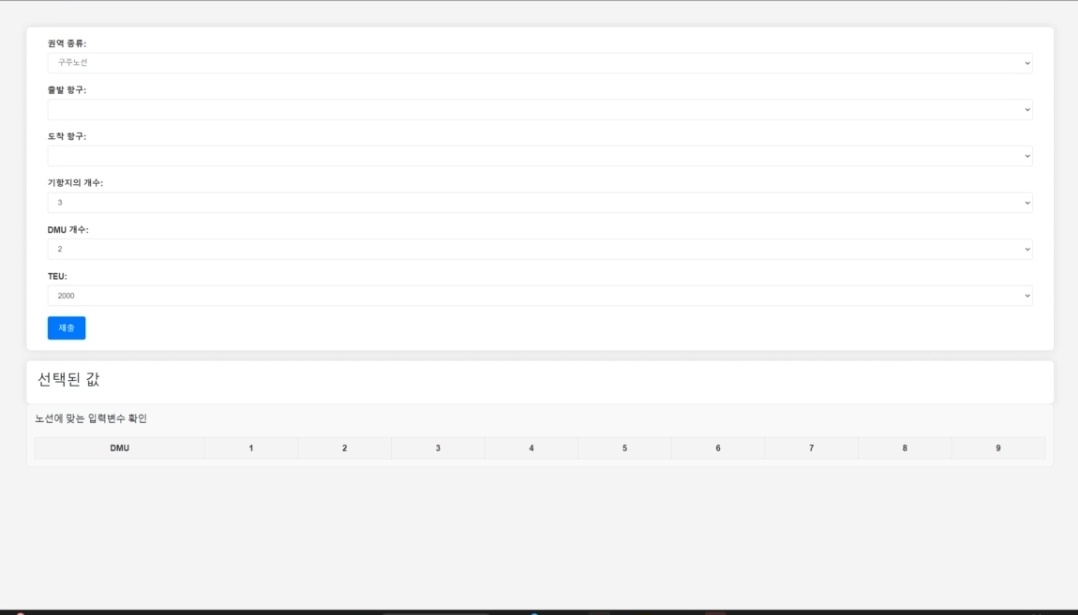 권역 종류:
구주노선
출발 항구:
도착 항구:
기항지의 개수:
3
DMU 개수:
2
TEU:
2000
제출
선택된 값
노선에 맞는 입력변수 확인
DMU 1 2 3 4 5 6 7 8 9